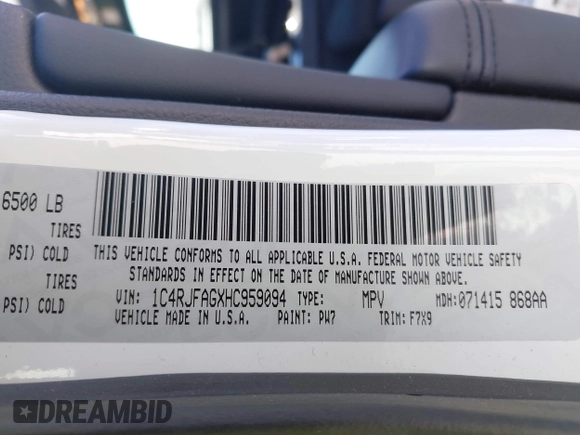 6500 LB
TIRES
PSI) COLD
TIRES
PSI) COLD
THIS VEHICLE CONFORMS TO ALL APPLICABLE U.S.A. FEDERAL MOTOR VEHICLE SAFETY
STANDARDS IN EFFECT ON THE DATE OF MANUFACTURE SHOWN ABOVE.
VIN: 1C4RJFAGXHC959094 TYPE: MPV MDH:071415 868AA
VEHICLE MADE IN U.S.A. PAINT: PW7 TRIM: F7X9
DREAMBID